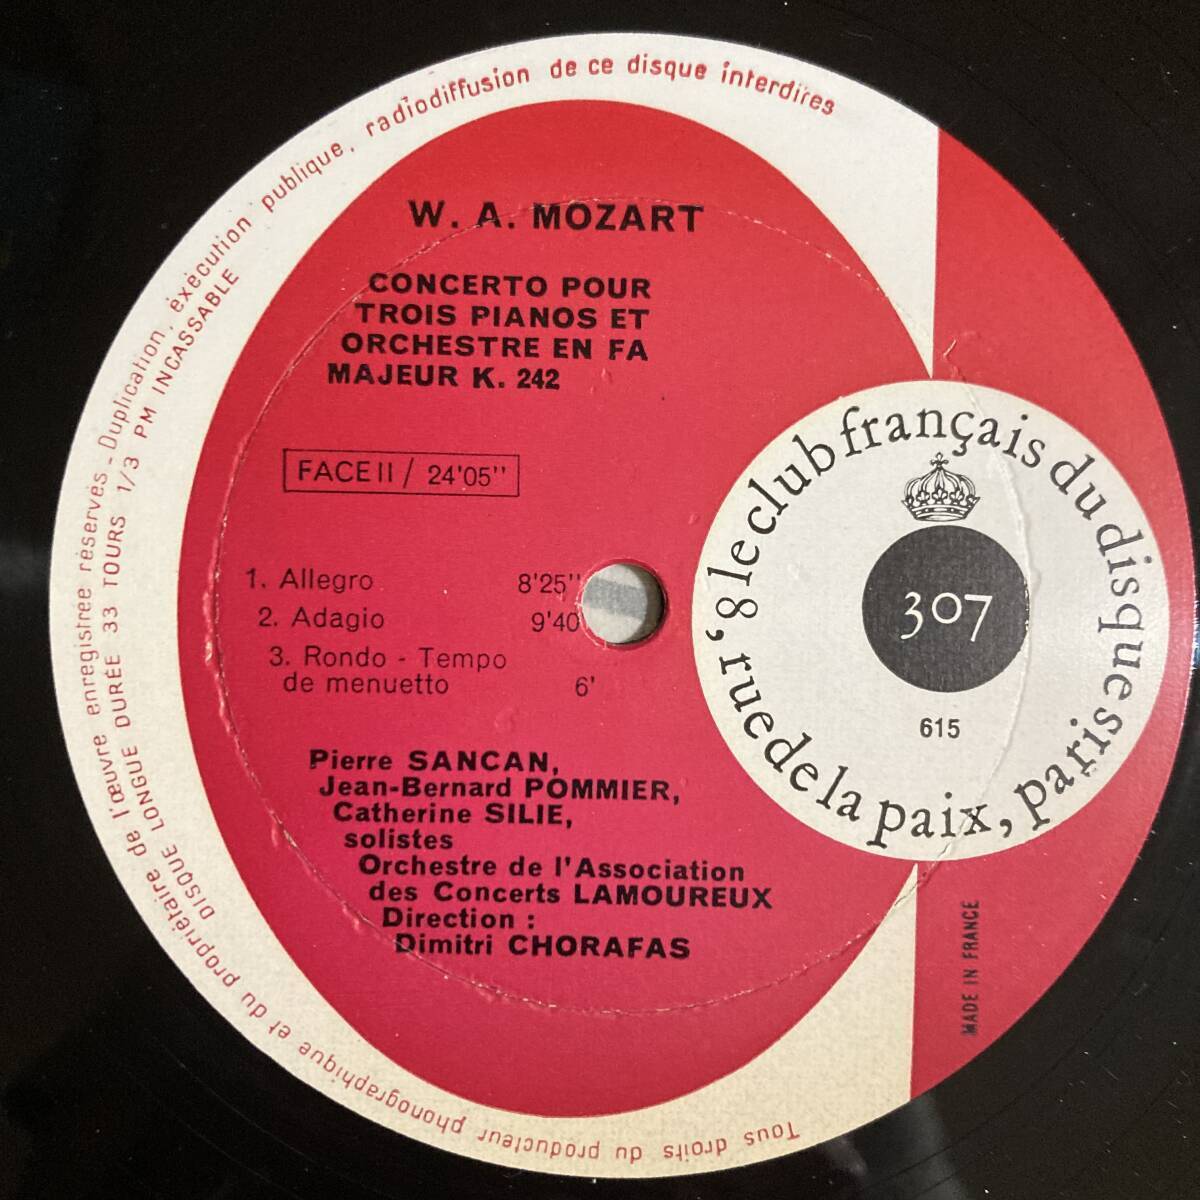 W. A. MOZART
CONCERTO POUR
TROIS PIANOS ET
ORCHESTRE EN FA
MAJEUR K. 242
FACE II / 24'05''
1. Allegro 8'25''
2. Adagio 9'40
3. Rondo - Tempo
de menuetto 6'
Pierre SANCAN,
Jean-Bernard POMMIER,
Catherine SILIE,
solistes
Orchestre de l'Association
des Concerts LAMOUREUX
Direction :
Dimitri CHORAFAS
le club français du disque
8, rue de la paix, paris
307
615
MADE IN FRANCE
Tous droits du producteur phonographique et du propriétaire de l'œuvre enregistrée réservés - Duplication, éxécution publique, radiodiffusion de ce disque interdires
DISQUE LONGUE DURÉE 33 TOURS 1/3 PM INCASSABLE